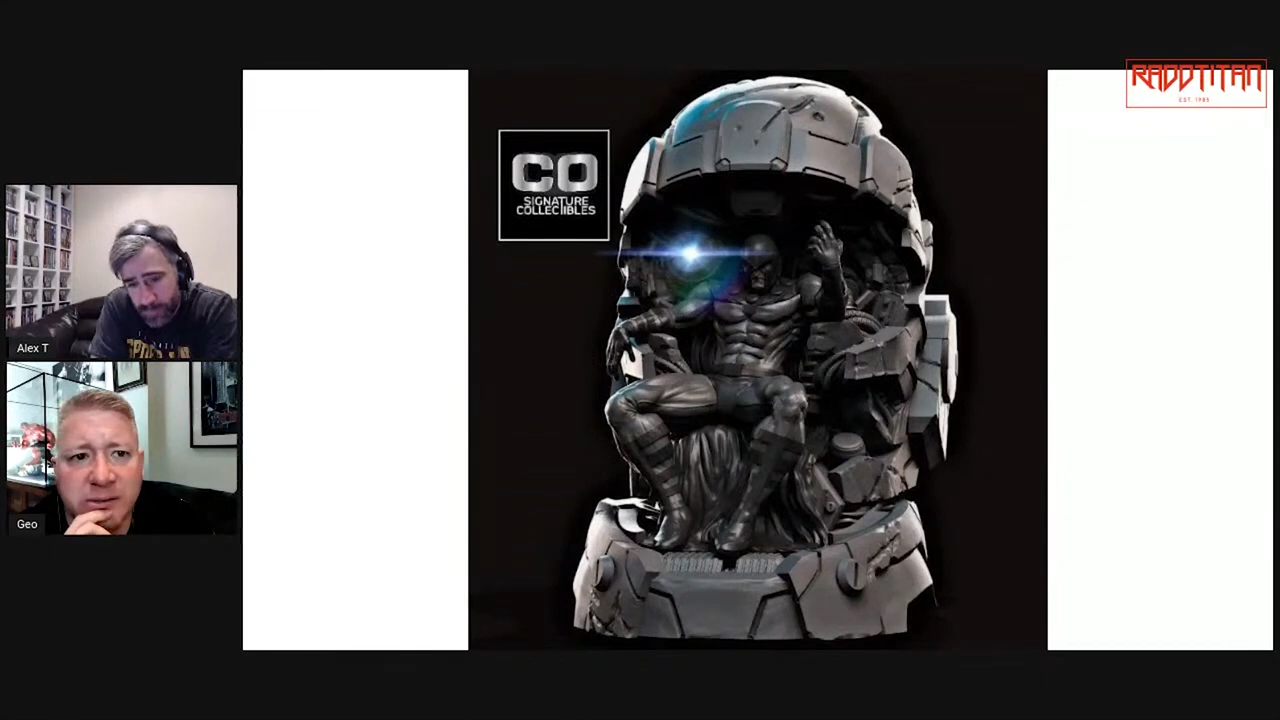 RADDTITAN
EST. 1985
CO
SIGNATURE
COLLECTIBLES
Alex T
Geo